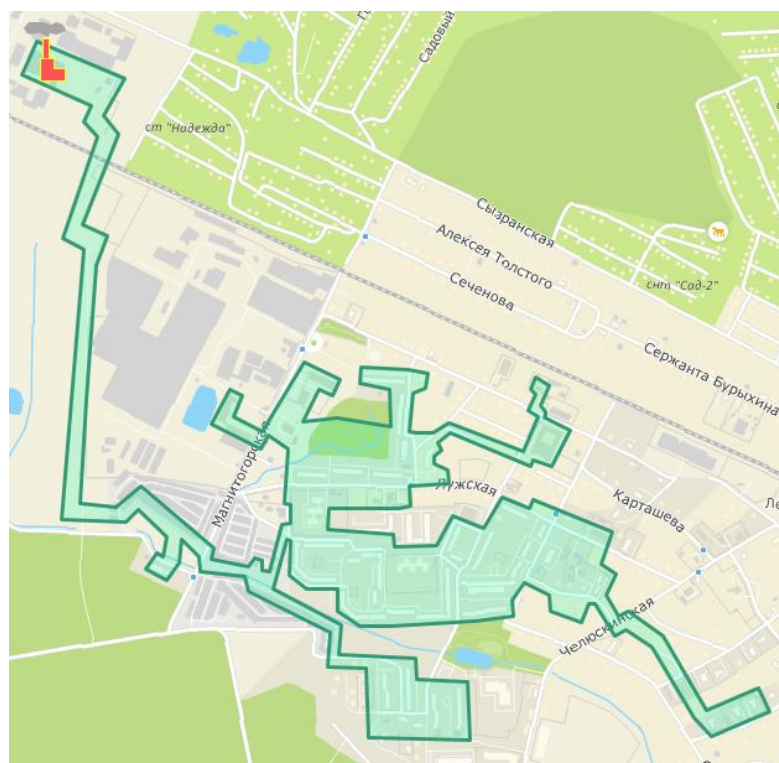 Садовый
ст "Надежда"
Сызранская
Алексея Толстого
Сеченова
снт "Сад-2"
Сержанта Бурыхина
Магнитогорская
Лужская
Карташева
Челюскинская